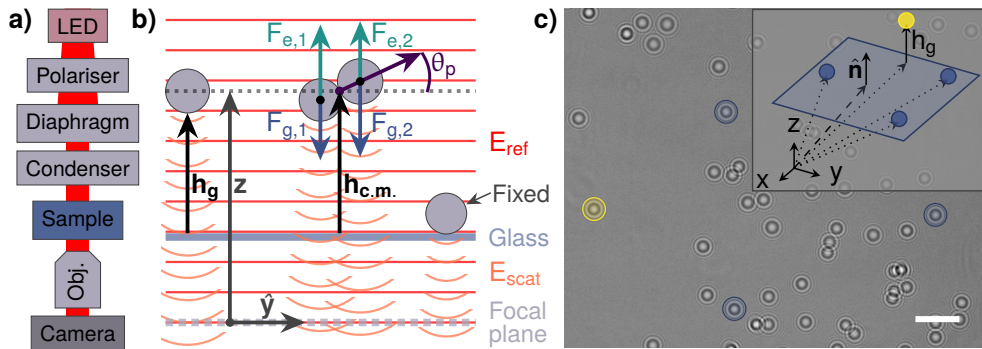 a)
LED
Polariser
Diaphragm
Condenser
Sample
Obj.
Camera
b)
F_e,1
F_e,2
θ_p
F_g,1
F_g,2
E_ref
h_g
z
h_c.m.
Fixed
Glass
E_scat
ŷ
Focal
plane
c)
h_g
n̂
z
x
y